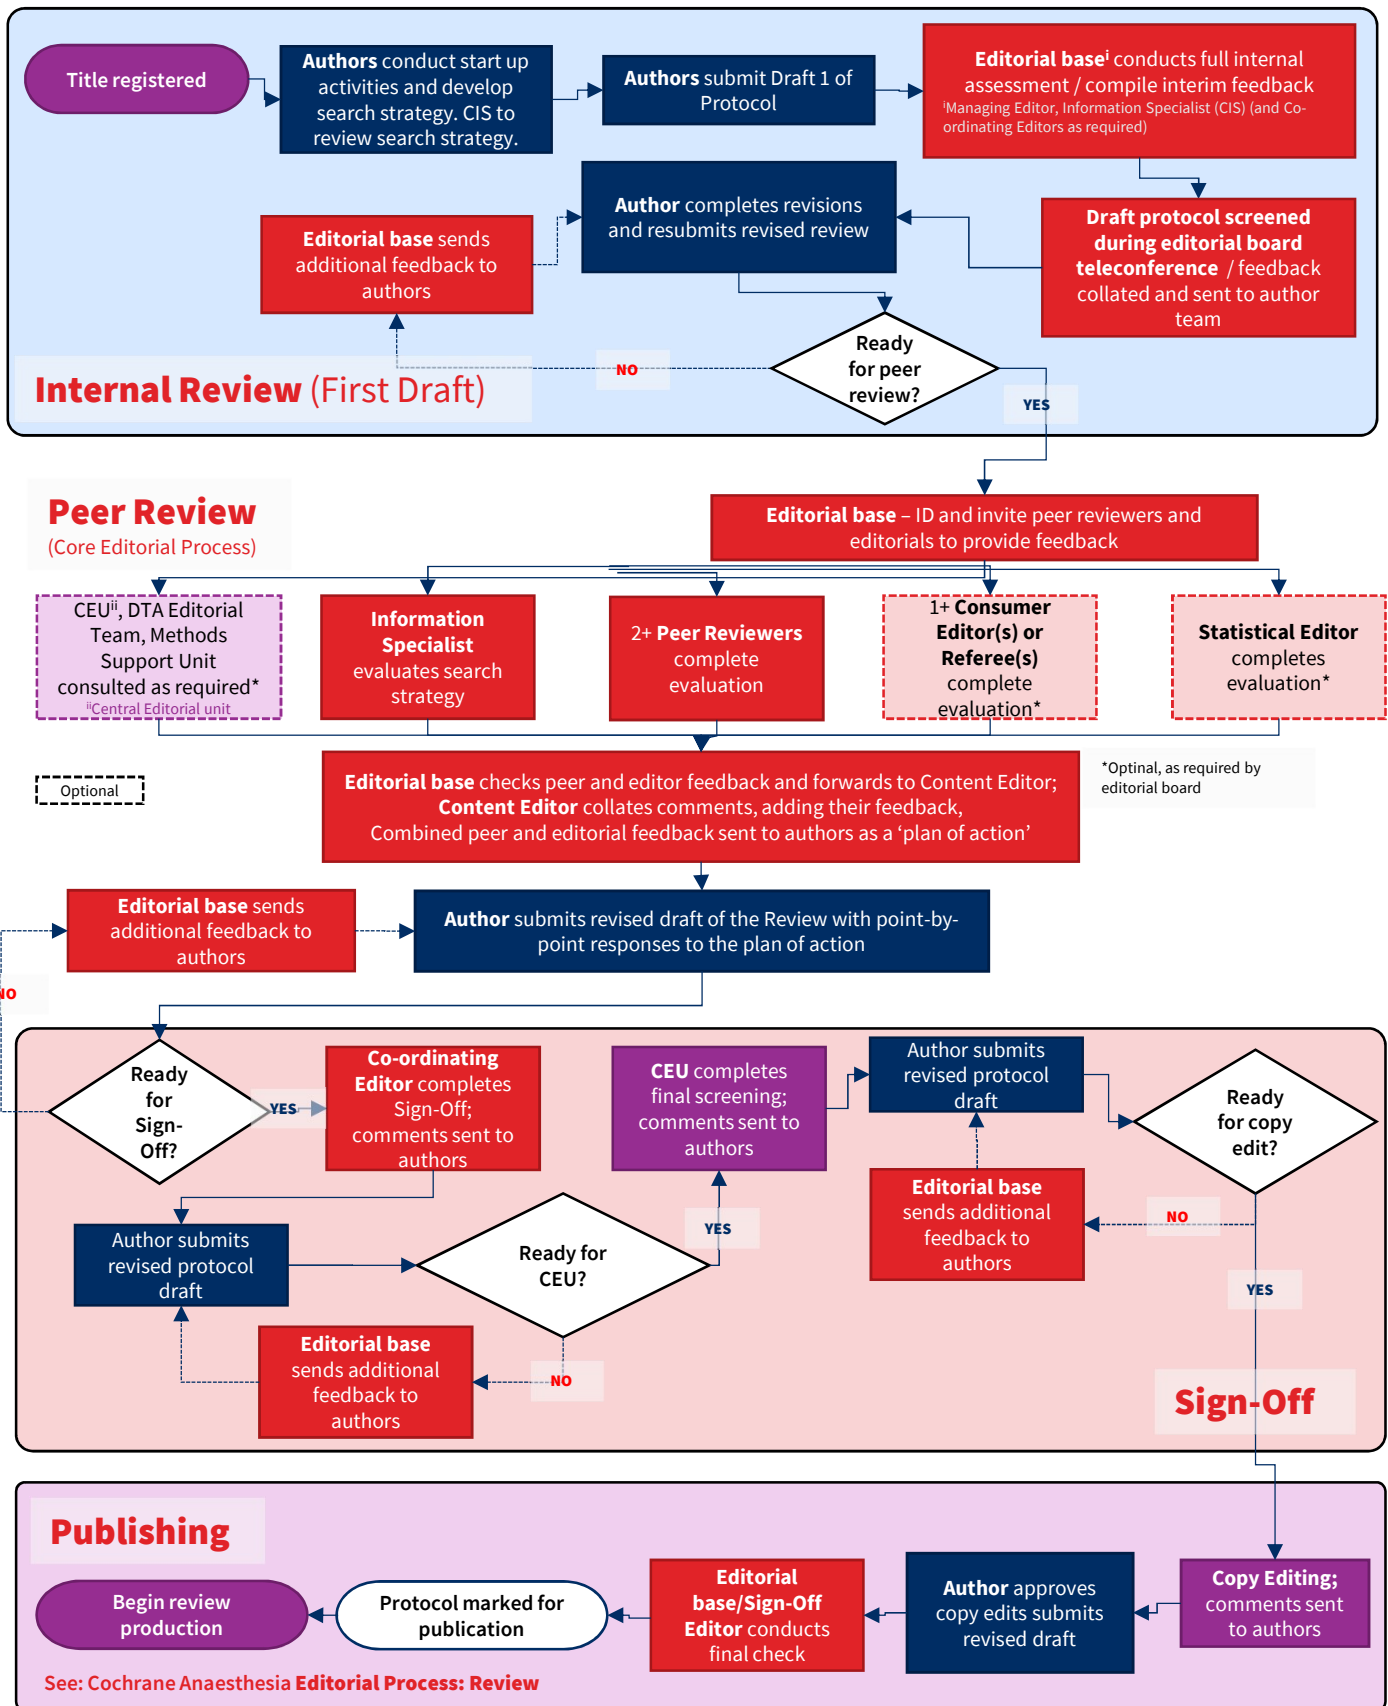 Title registered
Authors conduct start up
activities and develop
search strategy. CIS to
review search strategy.
Authors submit Draft 1 of
Protocol
Editorial baseⁱ conducts full internal
assessment / compile interim feedback
ⁱManaging Editor, Information Specialist (CIS) (and Co-
ordinating Editors as required)
Draft protocol screened
during editorial board
teleconference / feedback
collated and sent to author
team
Author completes revisions
and resubmits revised review
Editorial base sends
additional feedback to
authors
Ready
for peer
review?
NO
YES
Internal Review (First Draft)
Peer Review
(Core Editorial Process)
Editorial base – ID and invite peer reviewers and
editorials to provide feedback
CEUⁱⁱ, DTA Editorial
Team, Methods
Support Unit
consulted as required*
ⁱⁱCentral Editorial unit
Information
Specialist
evaluates search
strategy
2+ Peer Reviewers
complete
evaluation
1+ Consumer
Editor(s) or
Referee(s)
complete
evaluation*
Statistical Editor
completes
evaluation*
Optional
Editorial base checks peer and editor feedback and forwards to Content Editor;
Content Editor collates comments, adding their feedback,
Combined peer and editorial feedback sent to authors as a ‘plan of action’
*Optinal, as required by
editorial board
Editorial base sends
additional feedback to
authors
Author submits revised draft of the Review with point-by-
point responses to the plan of action
NO
Ready
for
Sign-
Off?
YES
Co-ordinating
Editor completes
Sign-Off;
comments sent to
authors
CEU completes
final screening;
comments sent to
authors
Author submits
revised protocol
draft
Ready
for copy
edit?
Editorial base
sends additional
feedback to
authors
NO
YES
Author submits
revised protocol
draft
Ready for
CEU?
YES
NO
Editorial base
sends additional
feedback to
authors
Sign-Off
Publishing
Copy Editing;
comments sent
to authors
Author approves
copy edits submits
revised draft
Editorial
base/Sign-Off
Editor conducts
final check
Protocol marked for
publication
Begin review
production
See: Cochrane Anaesthesia Editorial Process: Review